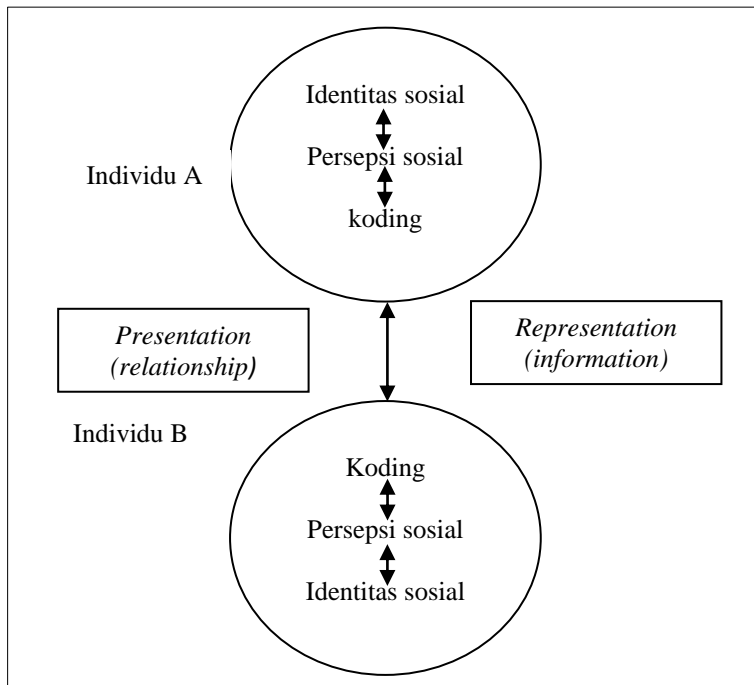 Identitas sosial
Persepsi sosial
Individu A
koding
Presentation
(relationship)
Representation
(information)
Individu B
Koding
Persepsi sosial
Identitas sosial